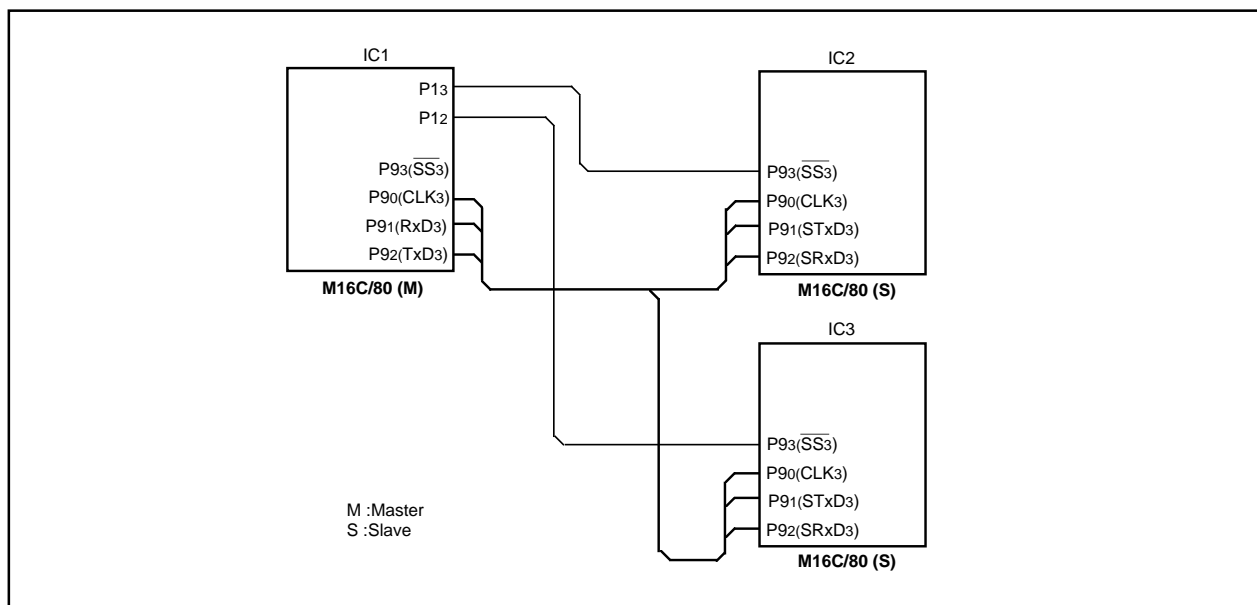 IC1
P13
P12
P93(SS3)
P90(CLK3)
P91(RxD3)
P92(TxD3)
M16C/80 (M)
IC2
P93(SS3)
P90(CLK3)
P91(STxD3)
P92(SRxD3)
M16C/80 (S)
IC3
P93(SS3)
P90(CLK3)
P91(STxD3)
P92(SRxD3)
M16C/80 (S)
M :Master
S :Slave